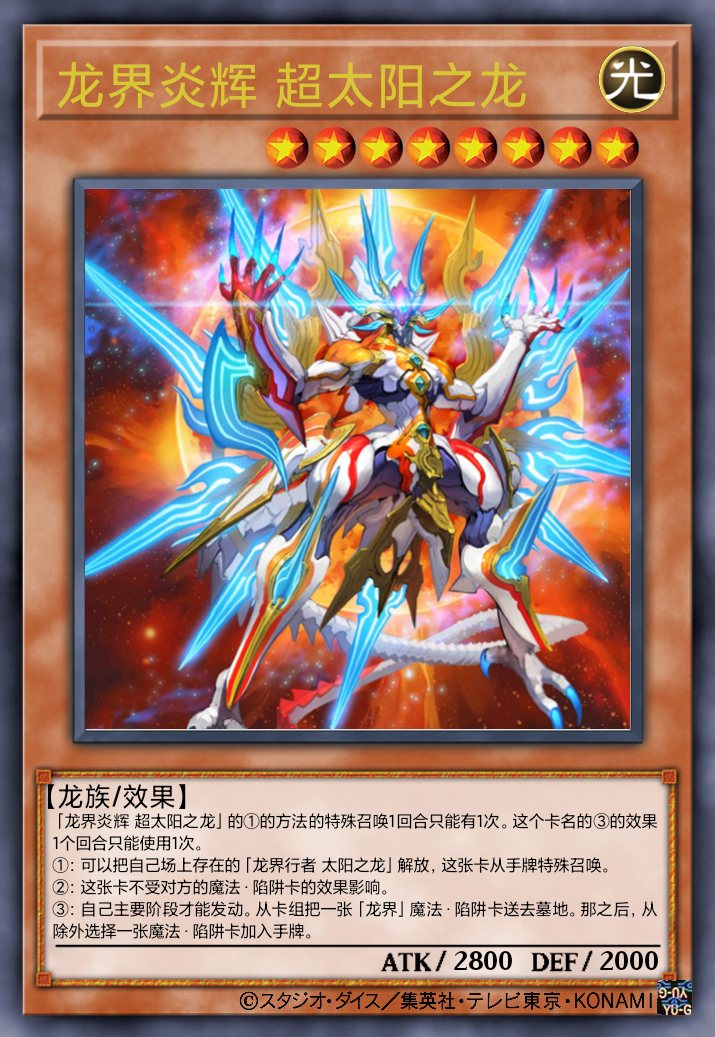 龙界炎辉 超太阳之龙
光
【龙族/效果】
「龙界炎辉 超太阳之龙」的①的方法的特殊召唤1回合只能有1次。这个卡名的③的效果
1个回合只能使用1次。
①：可以把自己场上存在的「龙界行者 太阳之龙」解放，这张卡从手牌特殊召唤。
②：这张卡不受对方的魔法·陷阱卡的效果影响。
③：自己主要阶段才能发动。从卡组把一张「龙界」魔法·陷阱卡送去墓地。那之后，从
除外选择一张魔法·陷阱卡加入手牌。
ATK/2800 DEF/2000
©スタジオ·ダイス／集英社·テレビ東京·KONAMI
YU-G
YU-G